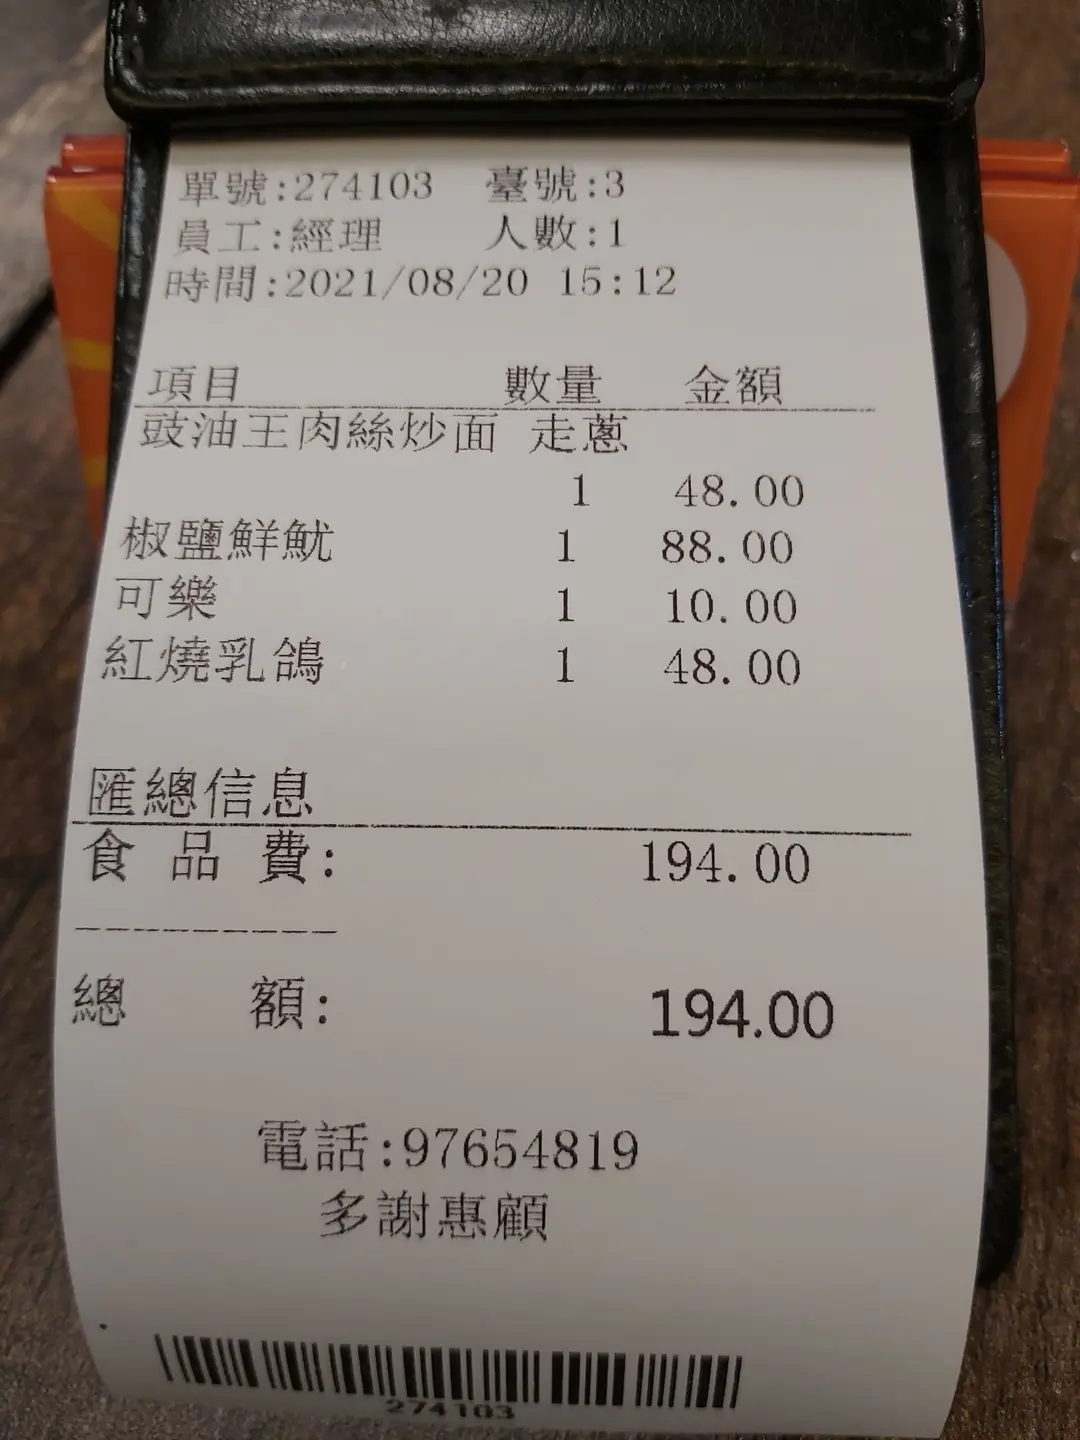 單號:274103 臺號:3
員工:經理 人數:1
時間:2021/08/20 15:12
項目 數量 金額
豉油王肉絲炒面 走蔥
1 48.00
椒鹽鮮魷 1 88.00
可樂 1 10.00
紅燒乳鴿 1 48.00
匯總信息
食品費: 194.00
---------
總額: 194.00
電話:97654819
多謝惠顧
274103